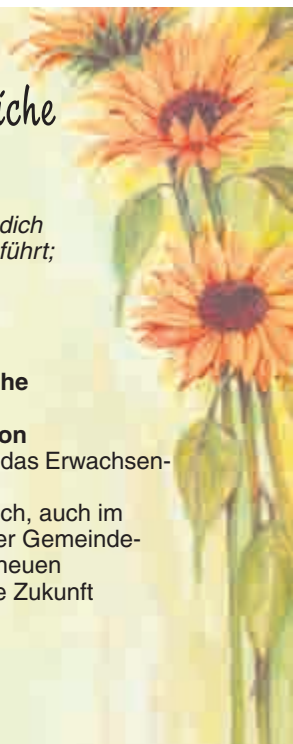 iche
dich
führt;
he
on
das Erwachsen-
ch, auch im
er Gemeinde-
neuen
e Zukunft